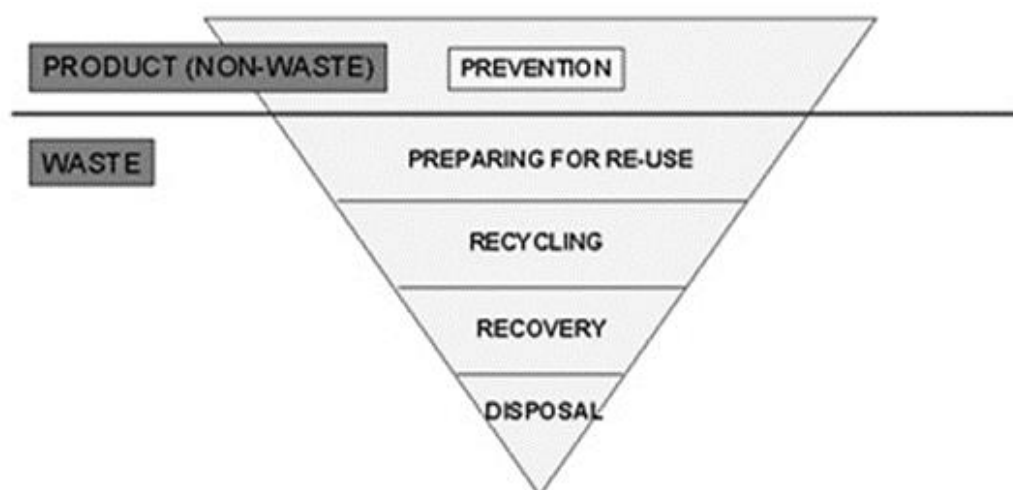 PRODUCT (NON-WASTE)
PREVENTION
WASTE
PREPARING FOR RE-USE
RECYCLING
RECOVERY
DISPOSAL